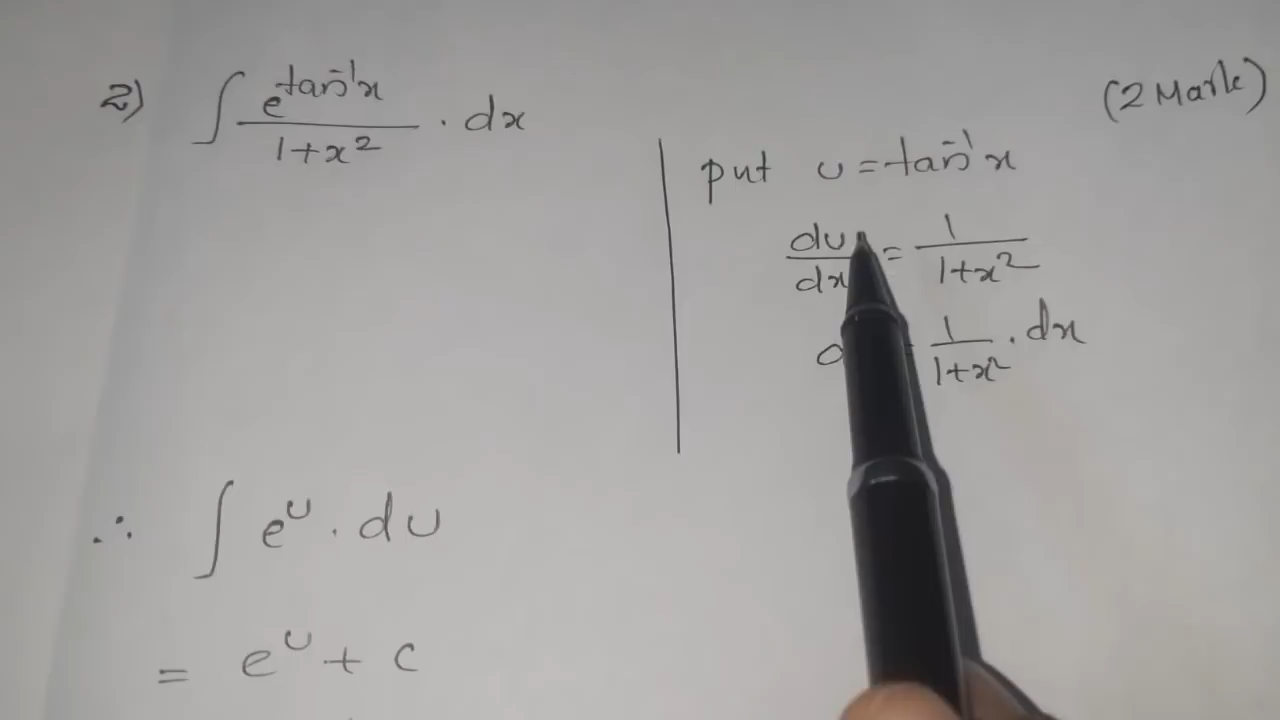 2) ∫ e^tan⁻¹x / 1+x² . dx
(2 Mark)
put u = tan⁻¹x
du/dx = 1/1+x²
= 1/1+x² . dx
∴ ∫ e^u . du
= e^u + c